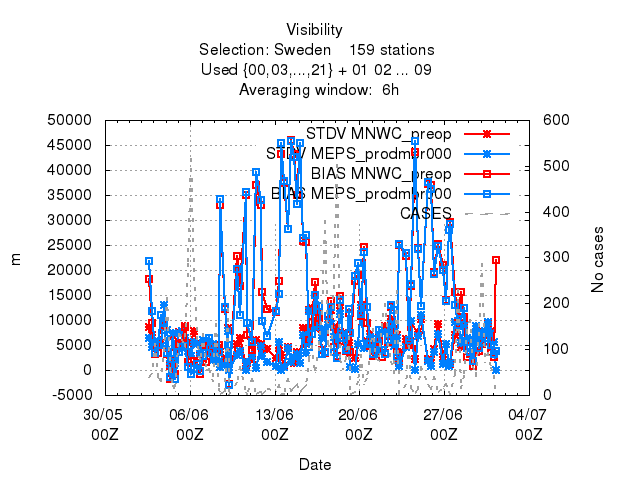 Visibility
Selection: Sweden 159 stations
Used {00,03,...,21} + 01 02 ... 09
Averaging window: 6h
50000
45000
40000
35000
30000
25000
20000
15000
10000
5000
0
-5000
m
STDV MNWC_preop
STDV MEPS_prodmbr000
BIAS MNWC_preop
BIAS MEPS_prodmbr000
CASES
600
500
400
300
200
100
0
No cases
30/05 06/06 13/06 20/06 27/06 04/07
00Z 00Z 00Z 00Z 00Z 00Z
Date